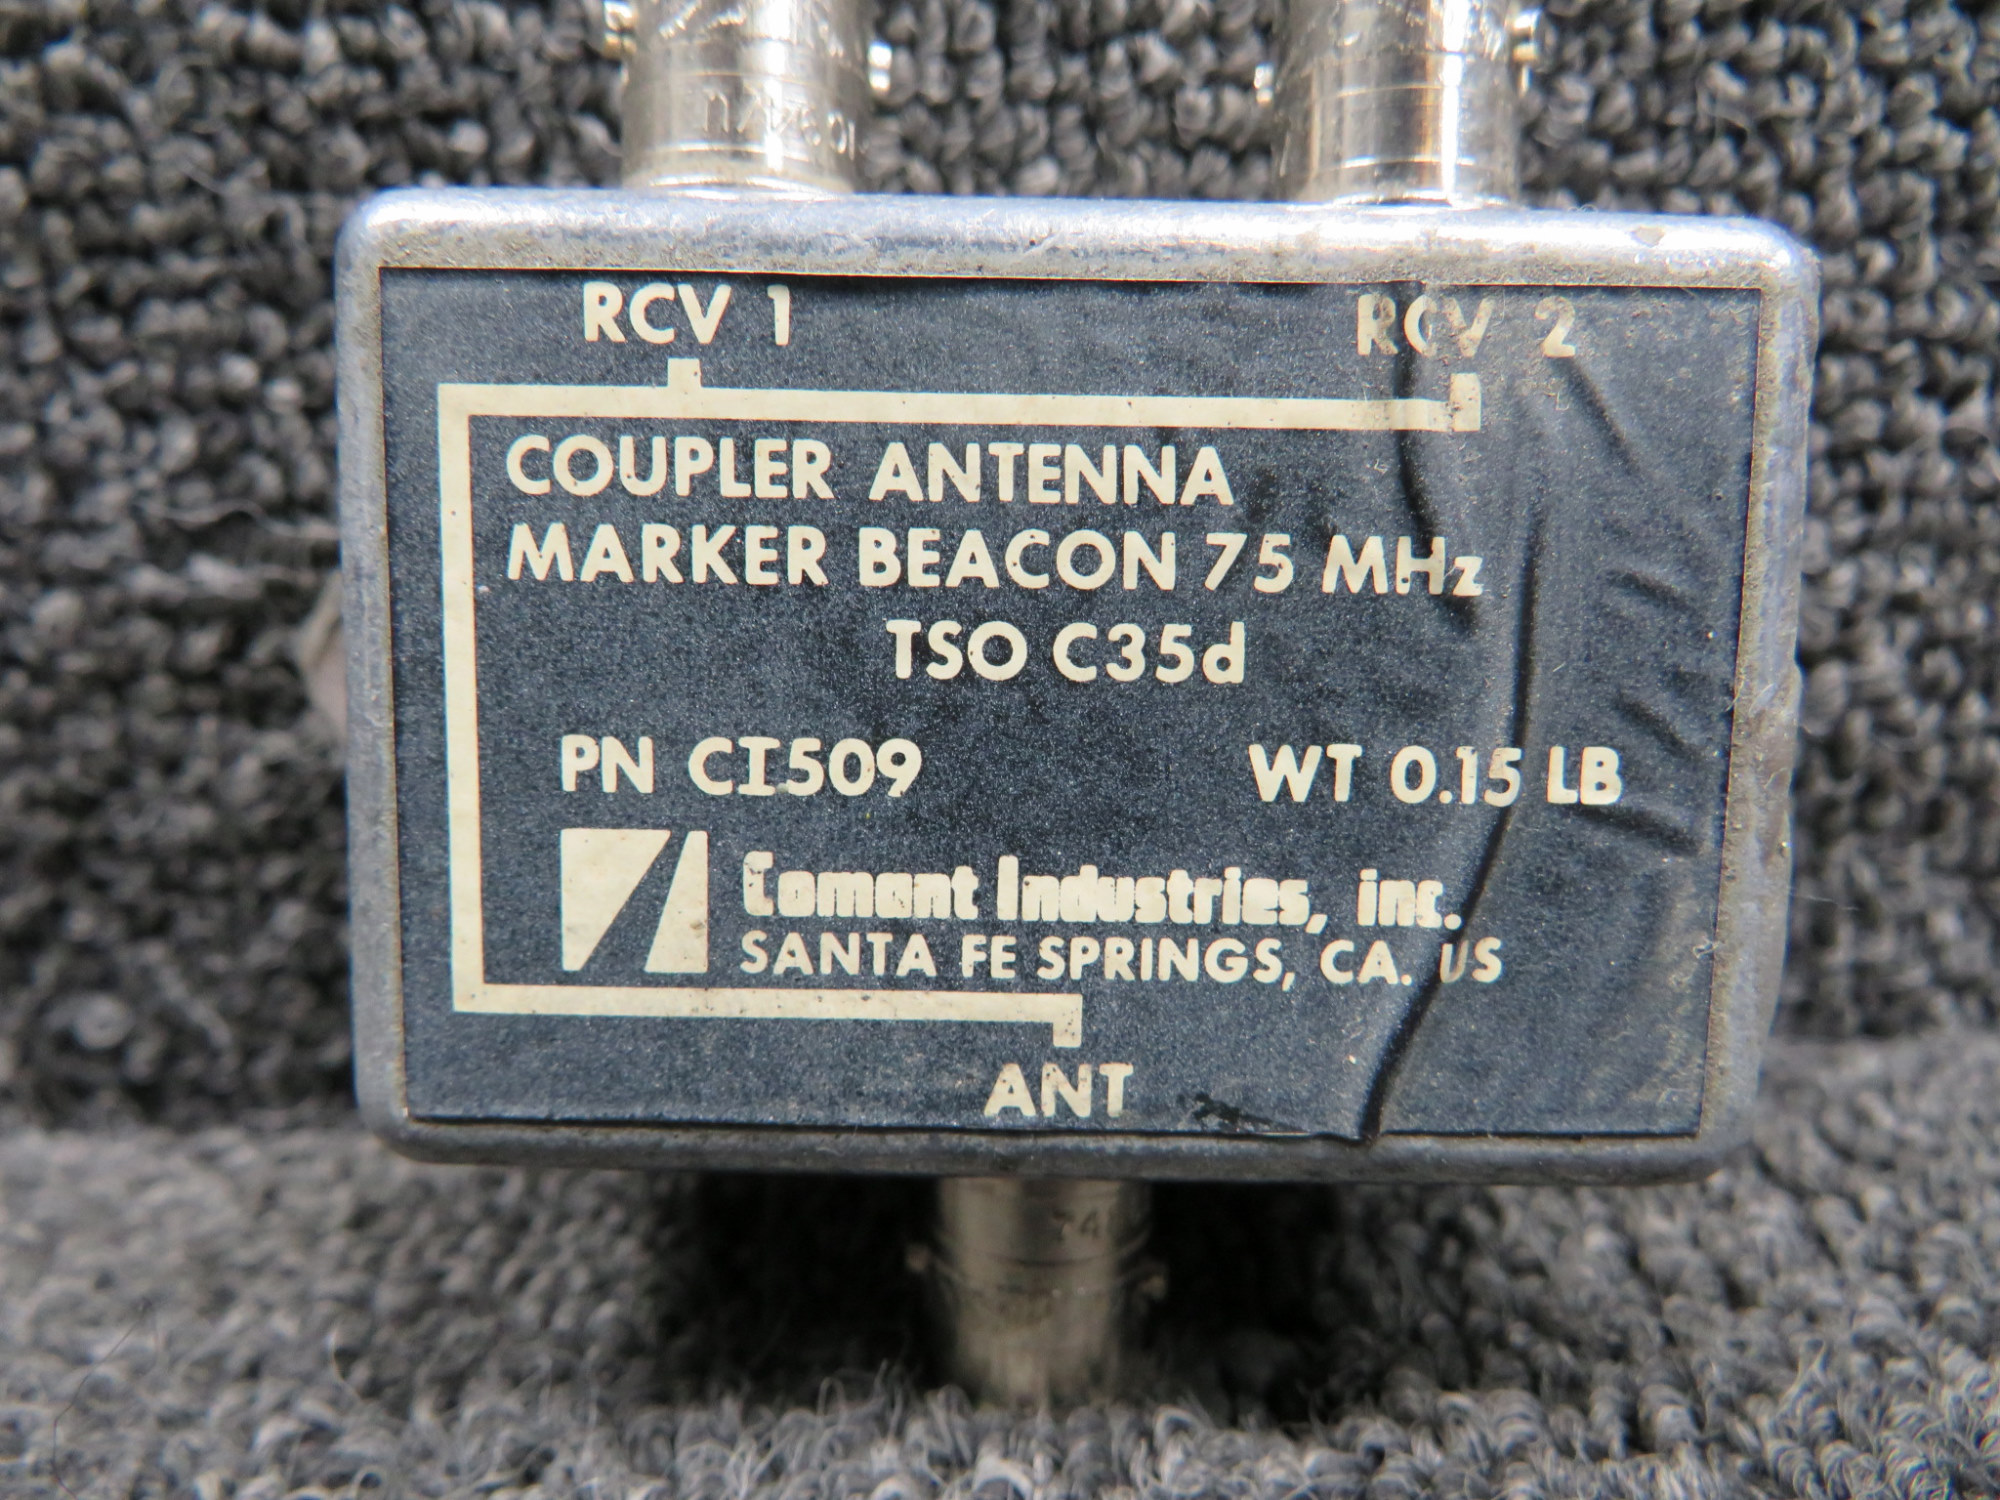 RCV 1 RCV 2
COUPLER ANTENNA
MARKER BEACON 75 MHz
TSO C35d
PN CI509 WT 0.15 LB
Comant Industries, inc.
SANTA FE SPRINGS, CA. US
ANT
74